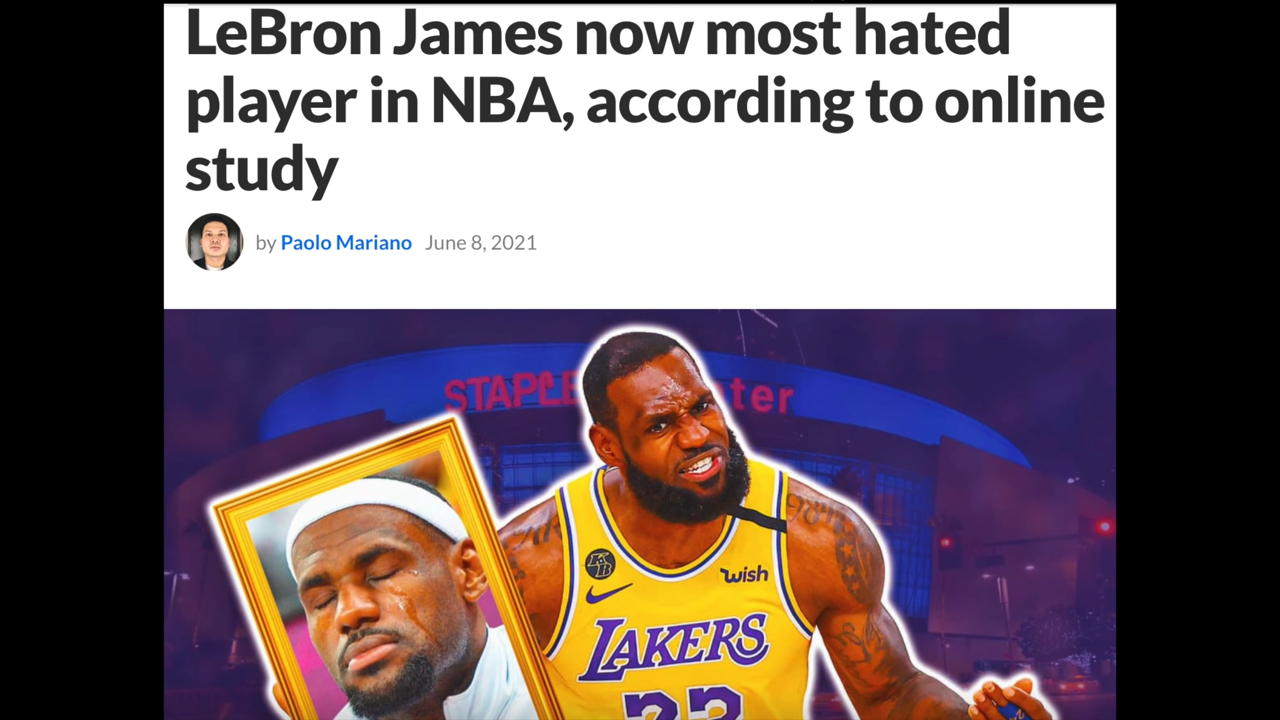 LeBron James now most hated
player in NBA, according to online
study
by Paolo Mariano June 8, 2021
STAPLE
ter
KB
wish
LAKERS
23